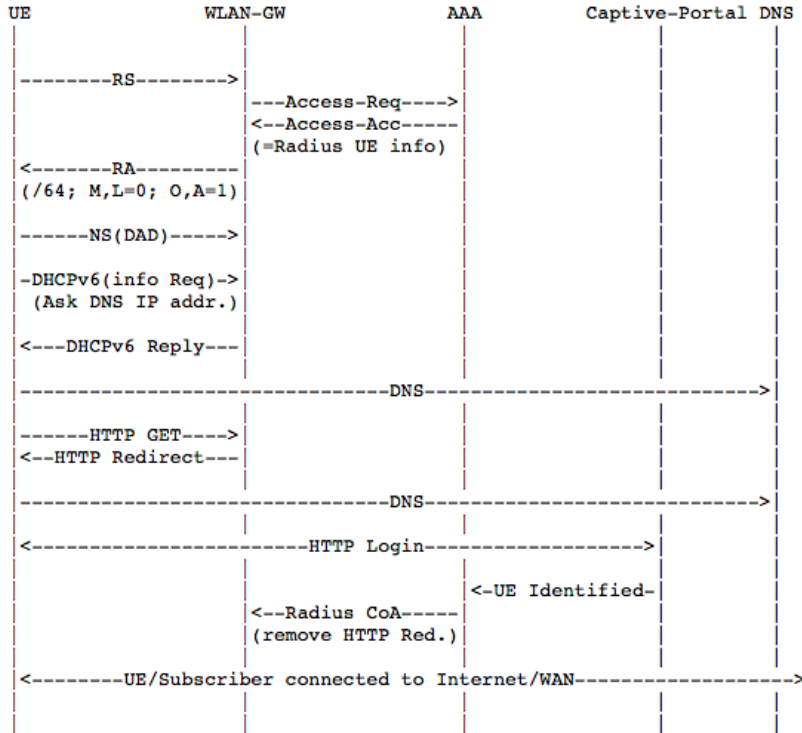 UE WLAN-GW AAA Captive-Portal DNS
|--------RS-------->|
|---Access-Req---->|
|<--Access-Acc-----|
|(=Radius UE info)|
|<-----RA---------|
|(/64; M,L=0; O,A=1)|
|------NS(DAD)----->|
|-DHCPv6(info Req)->|
|(Ask DNS IP addr.)|
|<---DHCPv6 Reply---|
|--------------------------------DNS----------------------------->|
|------HTTP GET---->|
|<--HTTP Redirect---|
|--------------------------------DNS----------------------------->|
|<-------------------------HTTP Login------------------->|
|<-UE Identified-|
|<--Radius CoA-----|
|(remove HTTP Red.)|
|<---------UE/Subscriber connected to Internet/WAN------------------->